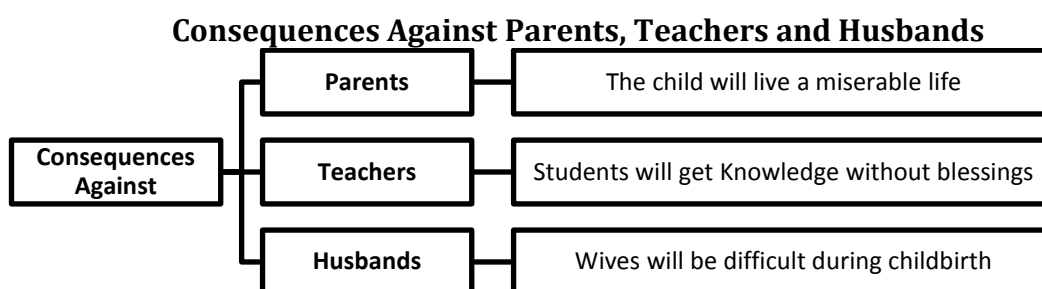 Consequences Against Parents, Teachers and Husbands
Parents
The child will live a miserable life
Consequences
Against
Teachers
Students will get Knowledge without blessings
Husbands
Wives will be difficult during childbirth